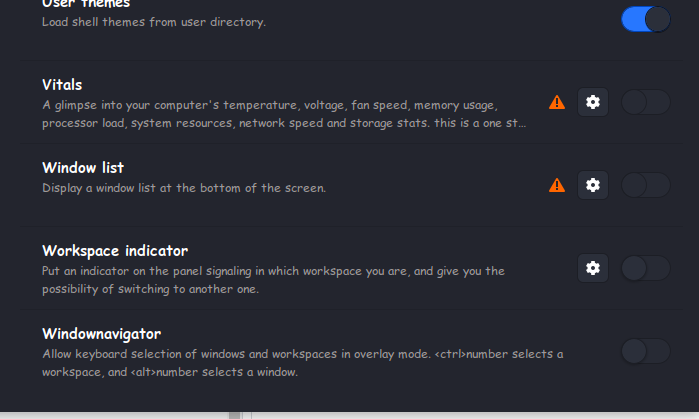 User themes
Load shell themes from user directory.
Vitals
A glimpse into your computer's temperature, voltage, fan speed, memory usage,
processor load, system resources, network speed and storage stats. this is a one st...
Window list
Display a window list at the bottom of the screen.
Workspace indicator
Put an indicator on the panel signaling in which workspace you are, and give you the
possibility of switching to another one.
Windownavigator
Allow keyboard selection of windows and workspaces in overlay mode. <ctrl>number selects a
workspace, and <alt>number selects a window.